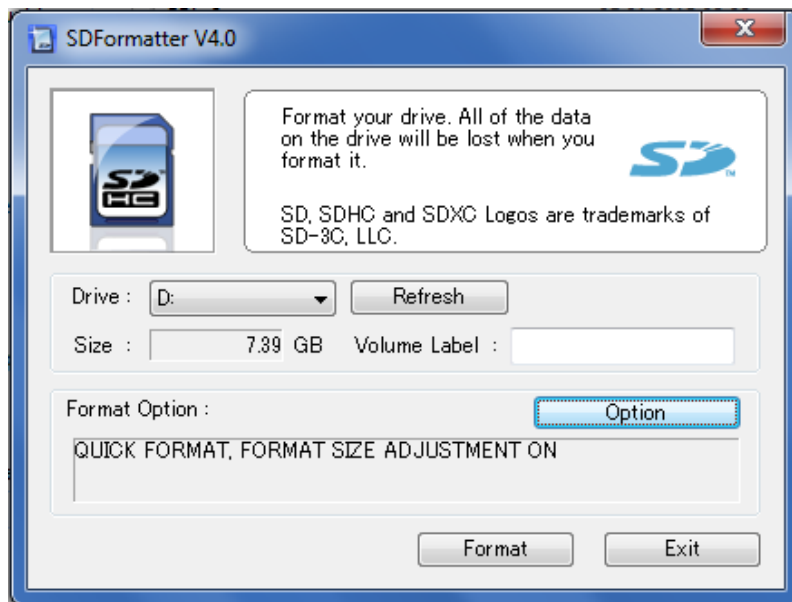 SDFormatter V4.0
Format your drive. All of the data
on the drive will be lost when you
format it.
SD, SDHC and SDXC Logos are trademarks of
SD-3C, LLC.
SD
HC
SD
TM
Drive : D: Refresh
Size : 7.39 GB Volume Label :
Format Option : Option
QUICK FORMAT, FORMAT SIZE ADJUSTMENT ON
Format Exit